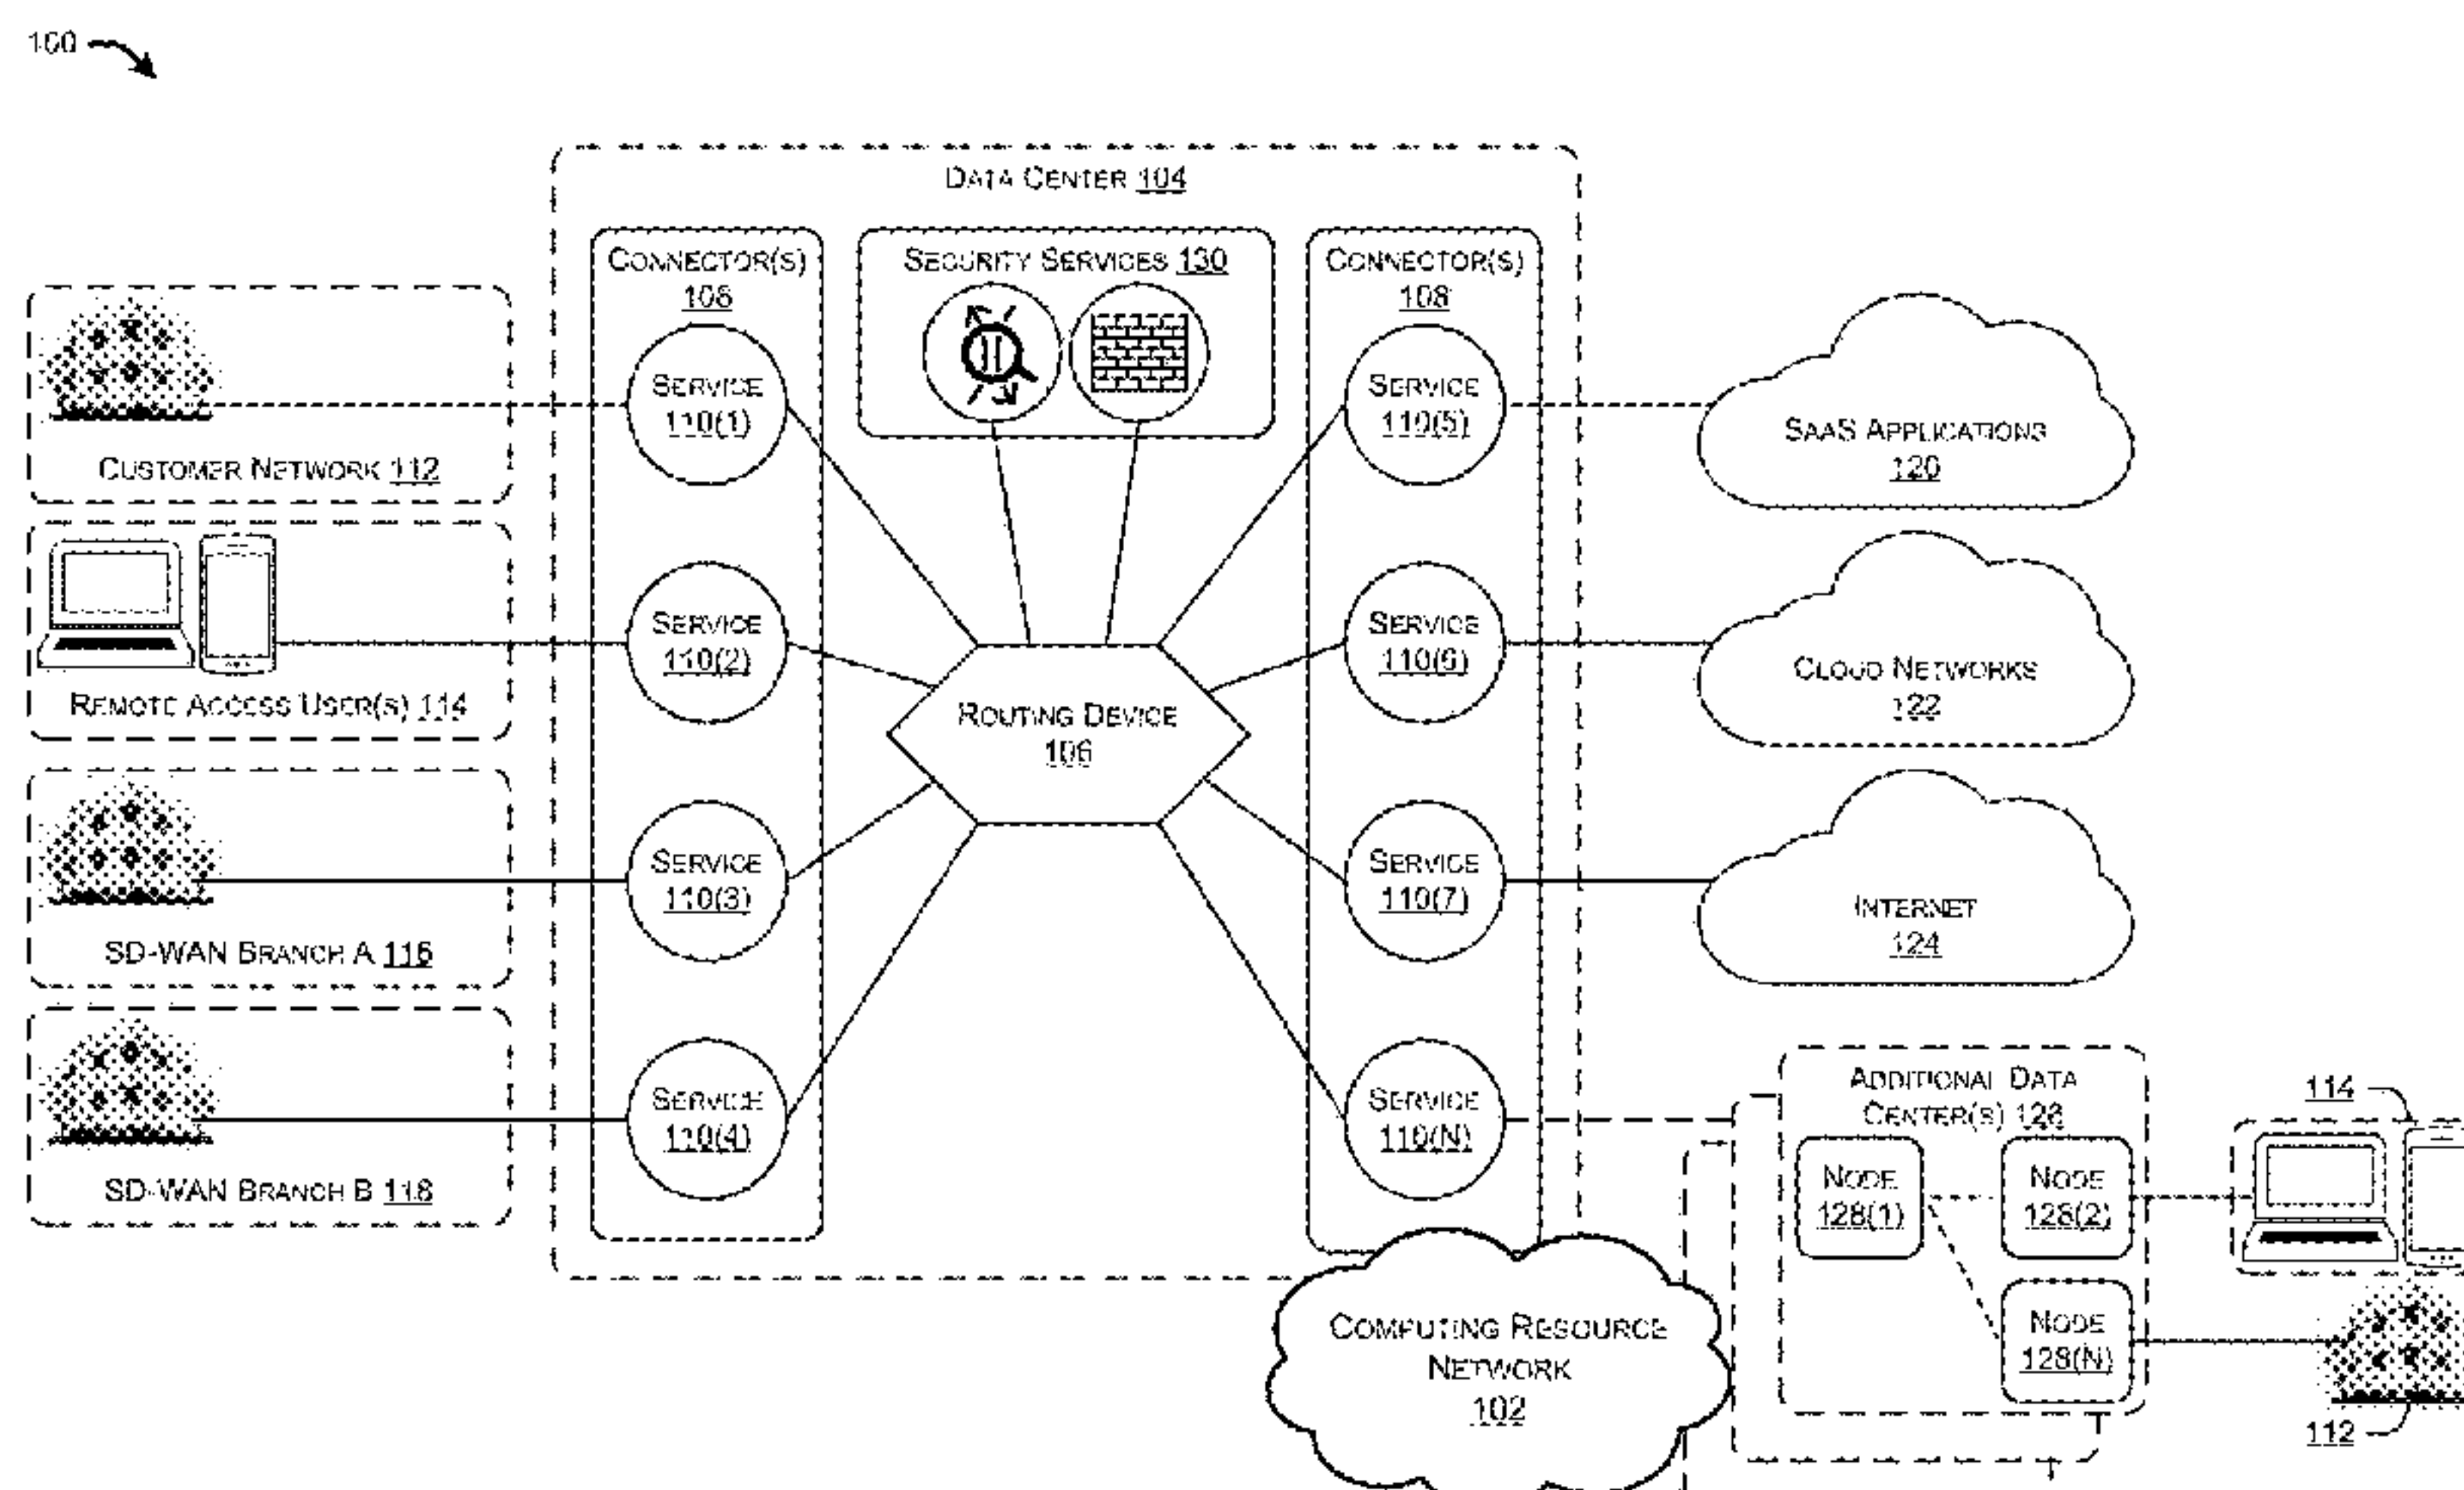 100
DATA CENTER 104
CONNECTOR(S)
108
SECURITY SERVICES 130
CONNECTOR(S)
108
SERVICE
110(1)
SERVICE
110(5)
CUSTOMER NETWORK 112
SAAS APPLICATIONS
120
SERVICE
110(2)
SERVICE
110(6)
REMOTE ACCESS USER(S) 114
CLOUD NETWORKS
122
ROUTING DEVICE
106
SERVICE
110(3)
SERVICE
110(7)
SD-WAN BRANCH A 116
INTERNET
124
SERVICE
110(4)
SERVICE
110(N)
SD-WAN BRANCH B 118
ADDITIONAL DATA
CENTER(S) 126
114
NODE
128(1)
NODE
128(2)
NODE
128(N)
COMPUTING RESOURCE
NETWORK
102
112